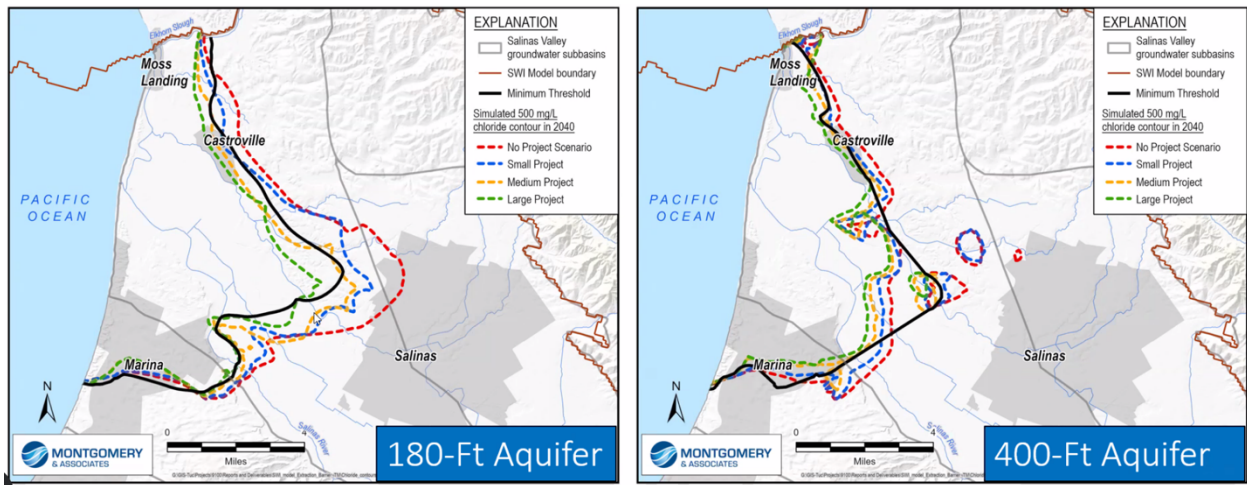 Elkhorn Slough
Moss
Landing
Castroville
PACIFIC
OCEAN
Marina
Salinas
Salinas
River
N
EXPLANATION
Salinas Valley
groundwater subbasins
SWI Model boundary
Minimum Threshold
Simulated 500 mg/L
chloride contour in 2040
No Project Scenario
Small Project
Medium Project
Large Project
0
4
Miles
MONTGOMERY
& ASSOCIATES
180-Ft Aquifer
Elkhorn Slough
Moss
Landing
Castroville
PACIFIC
OCEAN
Marina
Salinas
Salinas
River
N
EXPLANATION
Salinas Valley
groundwater subbasins
SWI Model boundary
Minimum Threshold
Simulated 500 mg/L
chloride contour in 2040
No Project Scenario
Small Project
Medium Project
Large Project
0
4
Miles
MONTGOMERY
& ASSOCIATES
400-Ft Aquifer